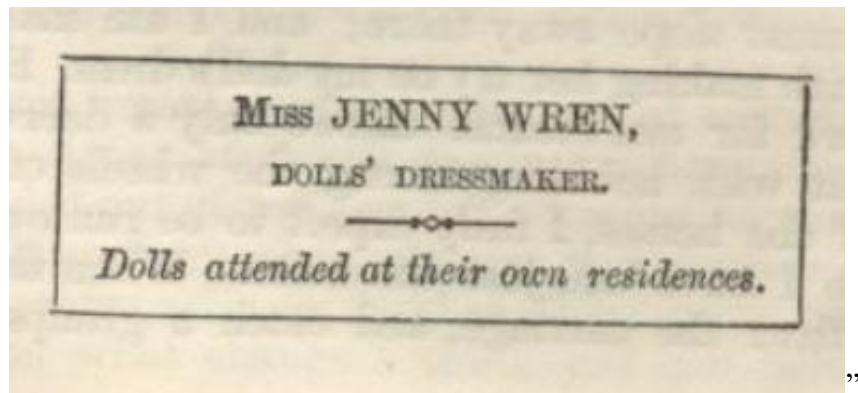 Miss JENNY WREN,
DOLLS' DRESSMAKER.
Dolls attended at their own residences.
”